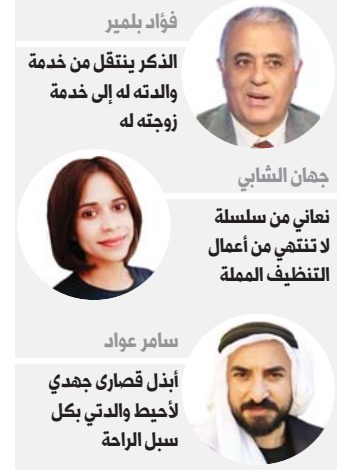 فؤاد بلمير
الذكر ينتقل من خدمة
والدته له إلى خدمة
زوجته له
جهان الشابي
نعاني من سلسلة
لا تنتهي من أعمال
التنظيف المملة
سامر عواد
أبذل قصارى جهدي
لأحيط والدتي بكل
سبل الراحة